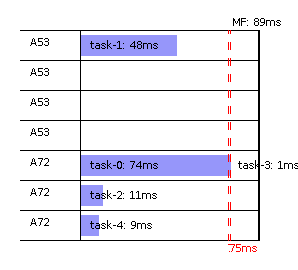 MF: 89ms
A53 task-1: 48ms
A53
A53
A53
A72 task-0: 74ms task-3: 1ms
A72 task-2: 11ms
A72 task-4: 9ms
75ms